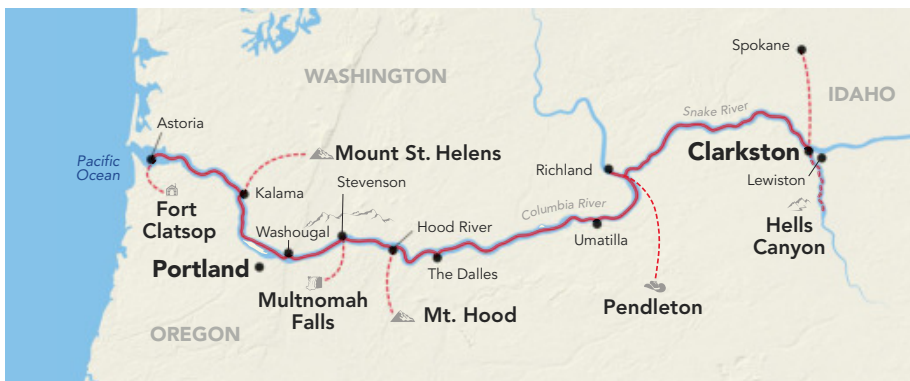 Spokane
WASHINGTON
IDAHO
Snake River
Astoria
Pacific
Ocean
Mount St. Helens
Clarkston
Richland
Lewiston
Stevenson
Kalama
Fort
Clatsop
Columbia River
Hells
Canyon
Washougal
Hood River
Umatilla
Portland
The Dalles
Multnomah
Falls
Mt. Hood
Pendleton
OREGON